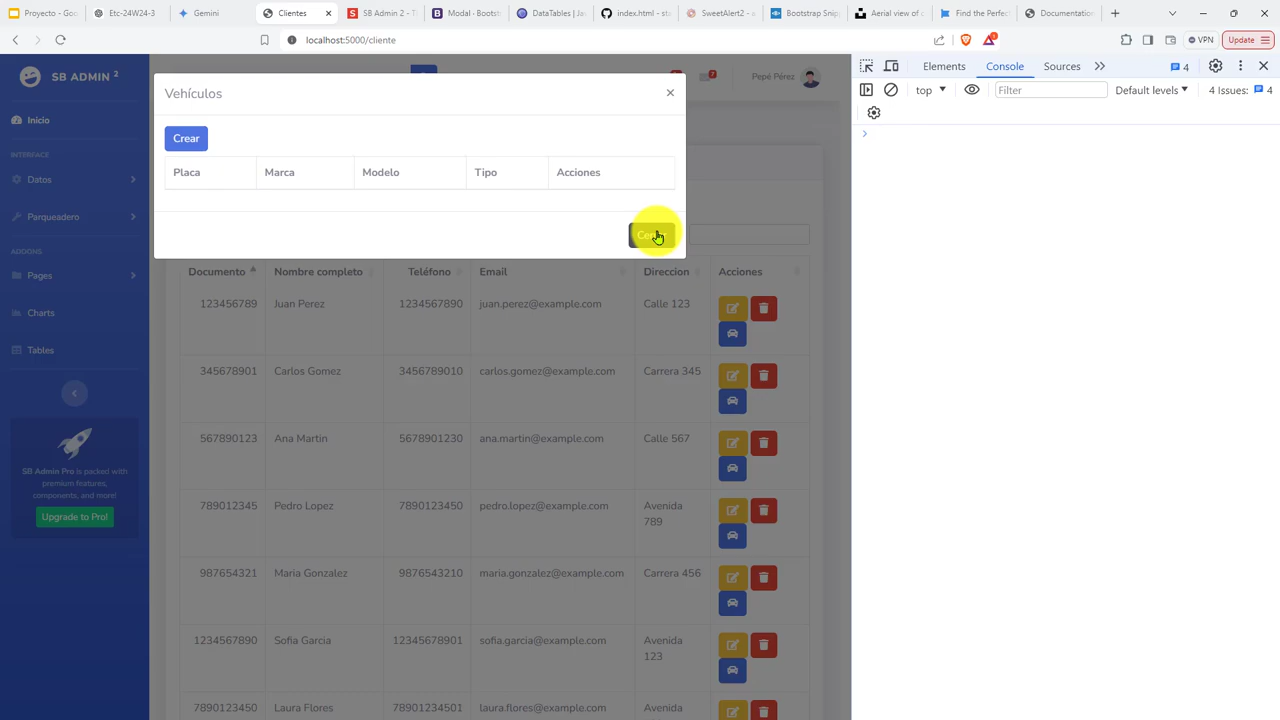 Proyecto - Goo
Etc-24W24-3
Gemini
Clientes
SB Admin 2 - Ti
Modal · Bootst
DataTables | Ja
index.html - sta
SweetAlert2 - a
Bootstrap Snip
Aerial view of c
Find the Perfec
Documentation
localhost:5000/cliente
VPN
Update
SB ADMIN 2
Inicio
INTERFACE
Datos
Parqueadero
ADDONS
Pages
Charts
Tables
SB Admin Pro is packed with
premium features,
components, and more!
Upgrade to Pro!
7
Pepé Pérez
Vehículos
×
Crear
Placa Marca Modelo Tipo Acciones
Documento Nombre completo Teléfono Email Direccion Acciones
123456789 Juan Perez 1234567890 juan.perez@example.com Calle 123
345678901 Carlos Gomez 3456789010 carlos.gomez@example.com Carrera 345
567890123 Ana Martin 5678901230 ana.martin@example.com Calle 567
789012345 Pedro Lopez 7890123450 pedro.lopez@example.com Avenida
789
987654321 Maria Gonzalez 9876543210 maria.gonzalez@example.com Carrera 456
1234567890 Sofia Garcia 12345678901 sofia.garcia@example.com Avenida
123
7890123450 Laura Flores 78901234501 laura.flores@example.com Avenida
Elements Console Sources
4
top
Filter
Default levels
4 Issues: 4